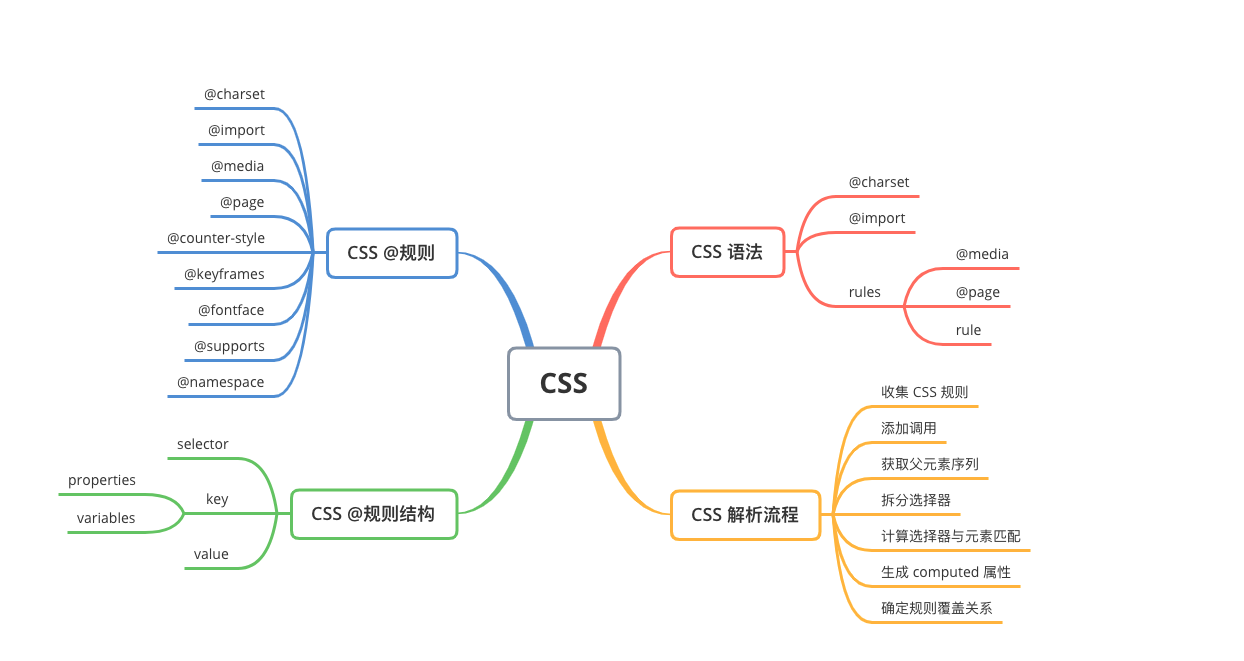 CSS
CSS @规则
@charset
@import
@media
@page
@counter-style
@keyframes
@fontface
@supports
@namespace
CSS @规则结构
selector
key
properties
variables
value
CSS 语法
@charset
@import
rules
@media
@page
rule
CSS 解析流程
收集 CSS 规则
添加调用
获取父元素序列
拆分选择器
计算选择器与元素匹配
生成 computed 属性
确定规则覆盖关系